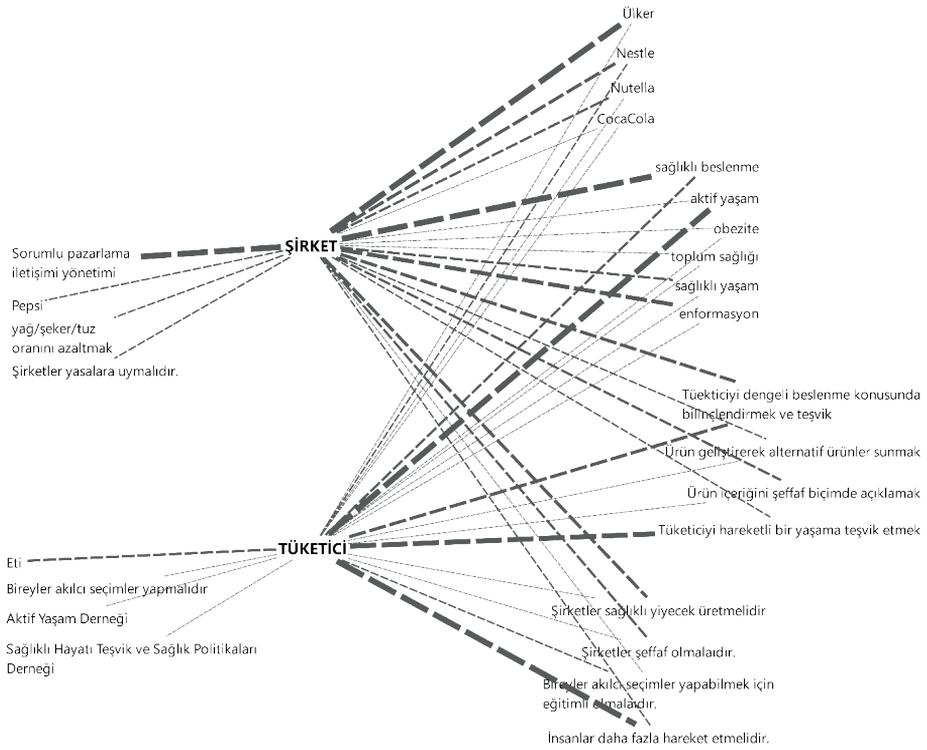 Ülker
Nestle
Nutella
CocaCola
sağlıklı beslenme
aktif yaşam
obezite
toplum sağlığı
sağlıklı yaşam
enformasyon
ŞİRKET
Sorumlu pazarlama
iletişimi yönetimi
Pepsi
yağ/şeker/tuz
oranını azaltmak
Şirketler yasalara uymalıdır.
Tüekticiyi dengeli beslenme konusunda
bilinçlendirmek ve teşvik
Ürün geliştirerek alternatif ürünler sunmak
Ürün içeriğini şeffaf biçimde açıklamak
Tüketiciyi hareketli bir yaşama teşvik etmek
TÜKETİCİ
Eti
Bireyler akılcı seçimler yapmalıdır
Aktif Yaşam Derneği
Sağlıklı Hayatı Teşvik ve Sağlık Politikaları
Derneği
Şirketler sağlıklı yiyecek üretmelidir
Şirketler şeffaf olmalaıdır.
Bireyler akılcı seçimler yapabilmek için
eğitimli olmalaıdır.
İnsanlar daha fazla hareket etmelidir.